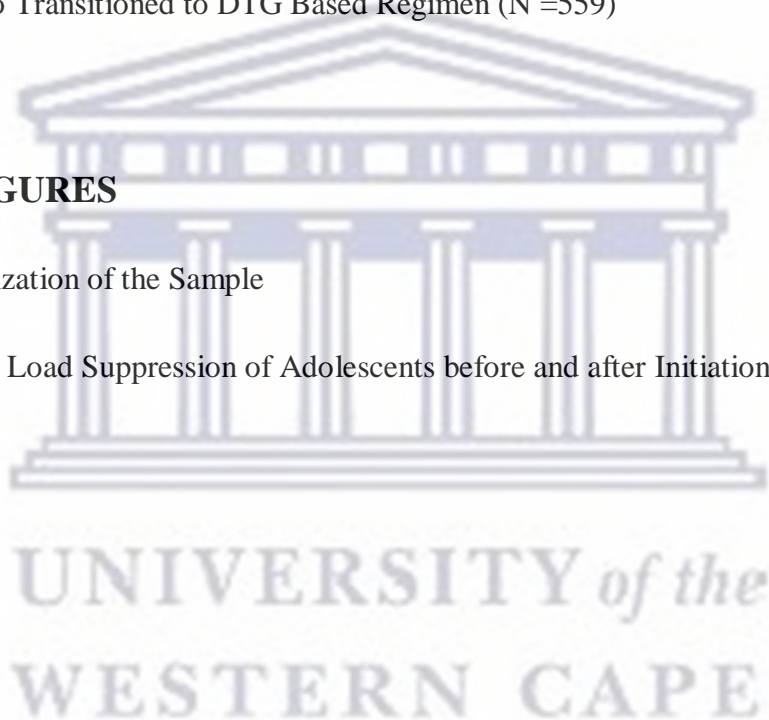 Transitioned to DTG Based Regimen (N =559)
GURES
zation of the Sample
Load Suppression of Adolescents before and after Initiation
UNIVERSITY of the
WESTERN CAPE